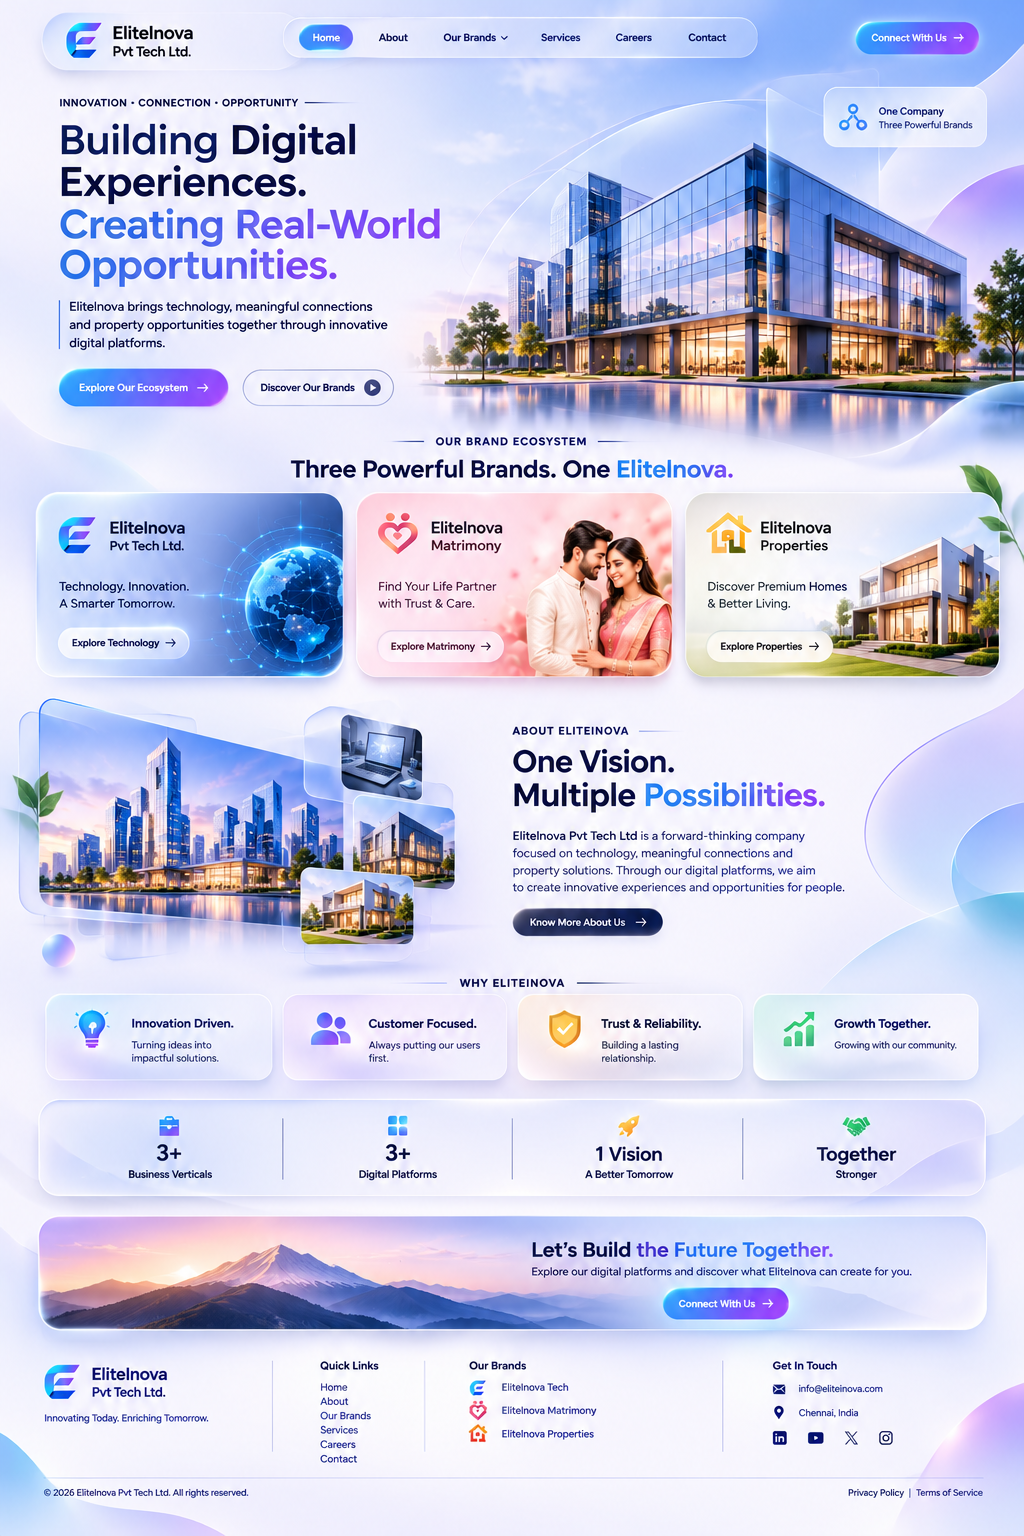 EliteInova
Pvt Tech Ltd.
Home
About
Our Brands
Services
Careers
Contact
Connect With Us
INNOVATION • CONNECTION • OPPORTUNITY
One Company
Three Powerful Brands
Building Digital
Experiences.
Creating Real-World
Opportunities.
EliteInova brings technology, meaningful connections
and property opportunities together through innovative
digital platforms.
Explore Our Ecosystem
Discover Our Brands
OUR BRAND ECOSYSTEM
Three Powerful Brands. One EliteInova.
EliteInova
Pvt Tech Ltd.
Technology. Innovation.
A Smarter Tomorrow.
Explore Technology
EliteInova
Matrimony
Find Your Life Partner
with Trust & Care.
Explore Matrimony
EliteInova
Properties
Discover Premium Homes
& Better Living.
Explore Properties
ABOUT ELITEINOVA
One Vision.
Multiple Possibilities.
EliteInova Pvt Tech Ltd is a forward-thinking company
focused on technology, meaningful connections and
property solutions. Through our digital platforms, we aim
to create innovative experiences and opportunities for people.
Know More About Us
WHY ELITEINOVA
Innovation Driven.
Turning ideas into
impactful solutions.
Customer Focused.
Always putting our users
first.
Trust & Reliability.
Building a lasting
relationship.
Growth Together.
Growing with our community.
3+
Business Verticals
3+
Digital Platforms
1 Vision
A Better Tomorrow
Together
Stronger
Let's Build the Future Together.
Explore our digital platforms and discover what EliteInova can create for you.
Connect With Us
EliteInova
Pvt Tech Ltd.
Innovating Today. Enriching Tomorrow.
Quick Links
Home
About
Our Brands
Services
Careers
Contact
Our Brands
EliteInova Tech
EliteInova Matrimony
EliteInova Properties
Get In Touch
info@eliteinova.com
Chennai, India
© 2026 EliteInova Pvt Tech Ltd. All rights reserved.
Privacy Policy | Terms of Service